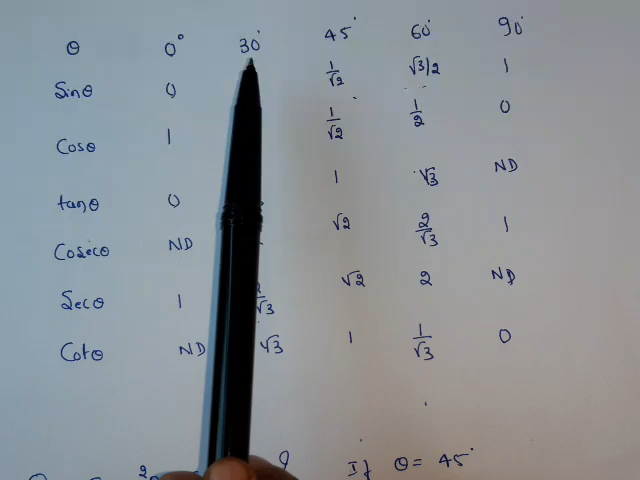 θ 0° 30° 45° 60° 90°
Sinθ 0 1/√2 √3/2 1
Cosθ 1 1/√2 1/2 0
tanθ 0 1 √3 ND
Cosecθ ND √2 2/√3 1
Secθ 1 2/√3 √2 2 ND
Cotθ ND √3 1 1/√3 0
If θ = 45°